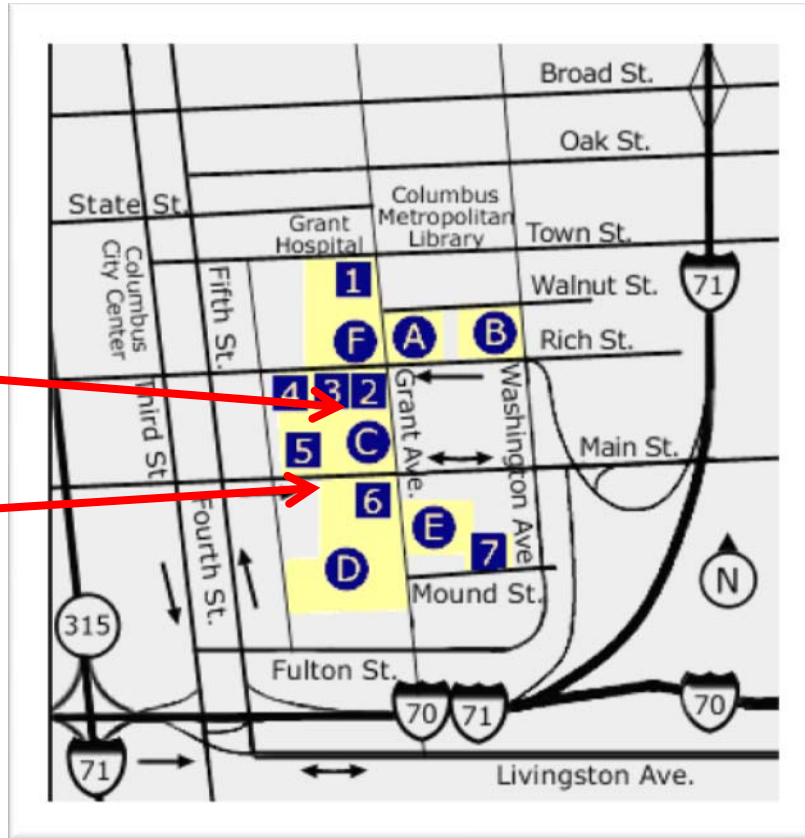 Broad St.
Oak St.
State St.
Columbus
Metropolitan
Library
Grant
Hospital
Town St.
Columbus
City Center
Fifth St.
1
Walnut St.
71
F
A
B
Rich St.
4
3
2
Third St
Grant Ave.
Washington Ave
5
C
Main St.
6
Fourth St.
E
7
D
N
Mound St.
315
Fulton St.
70
71
70
71
Livingston Ave.